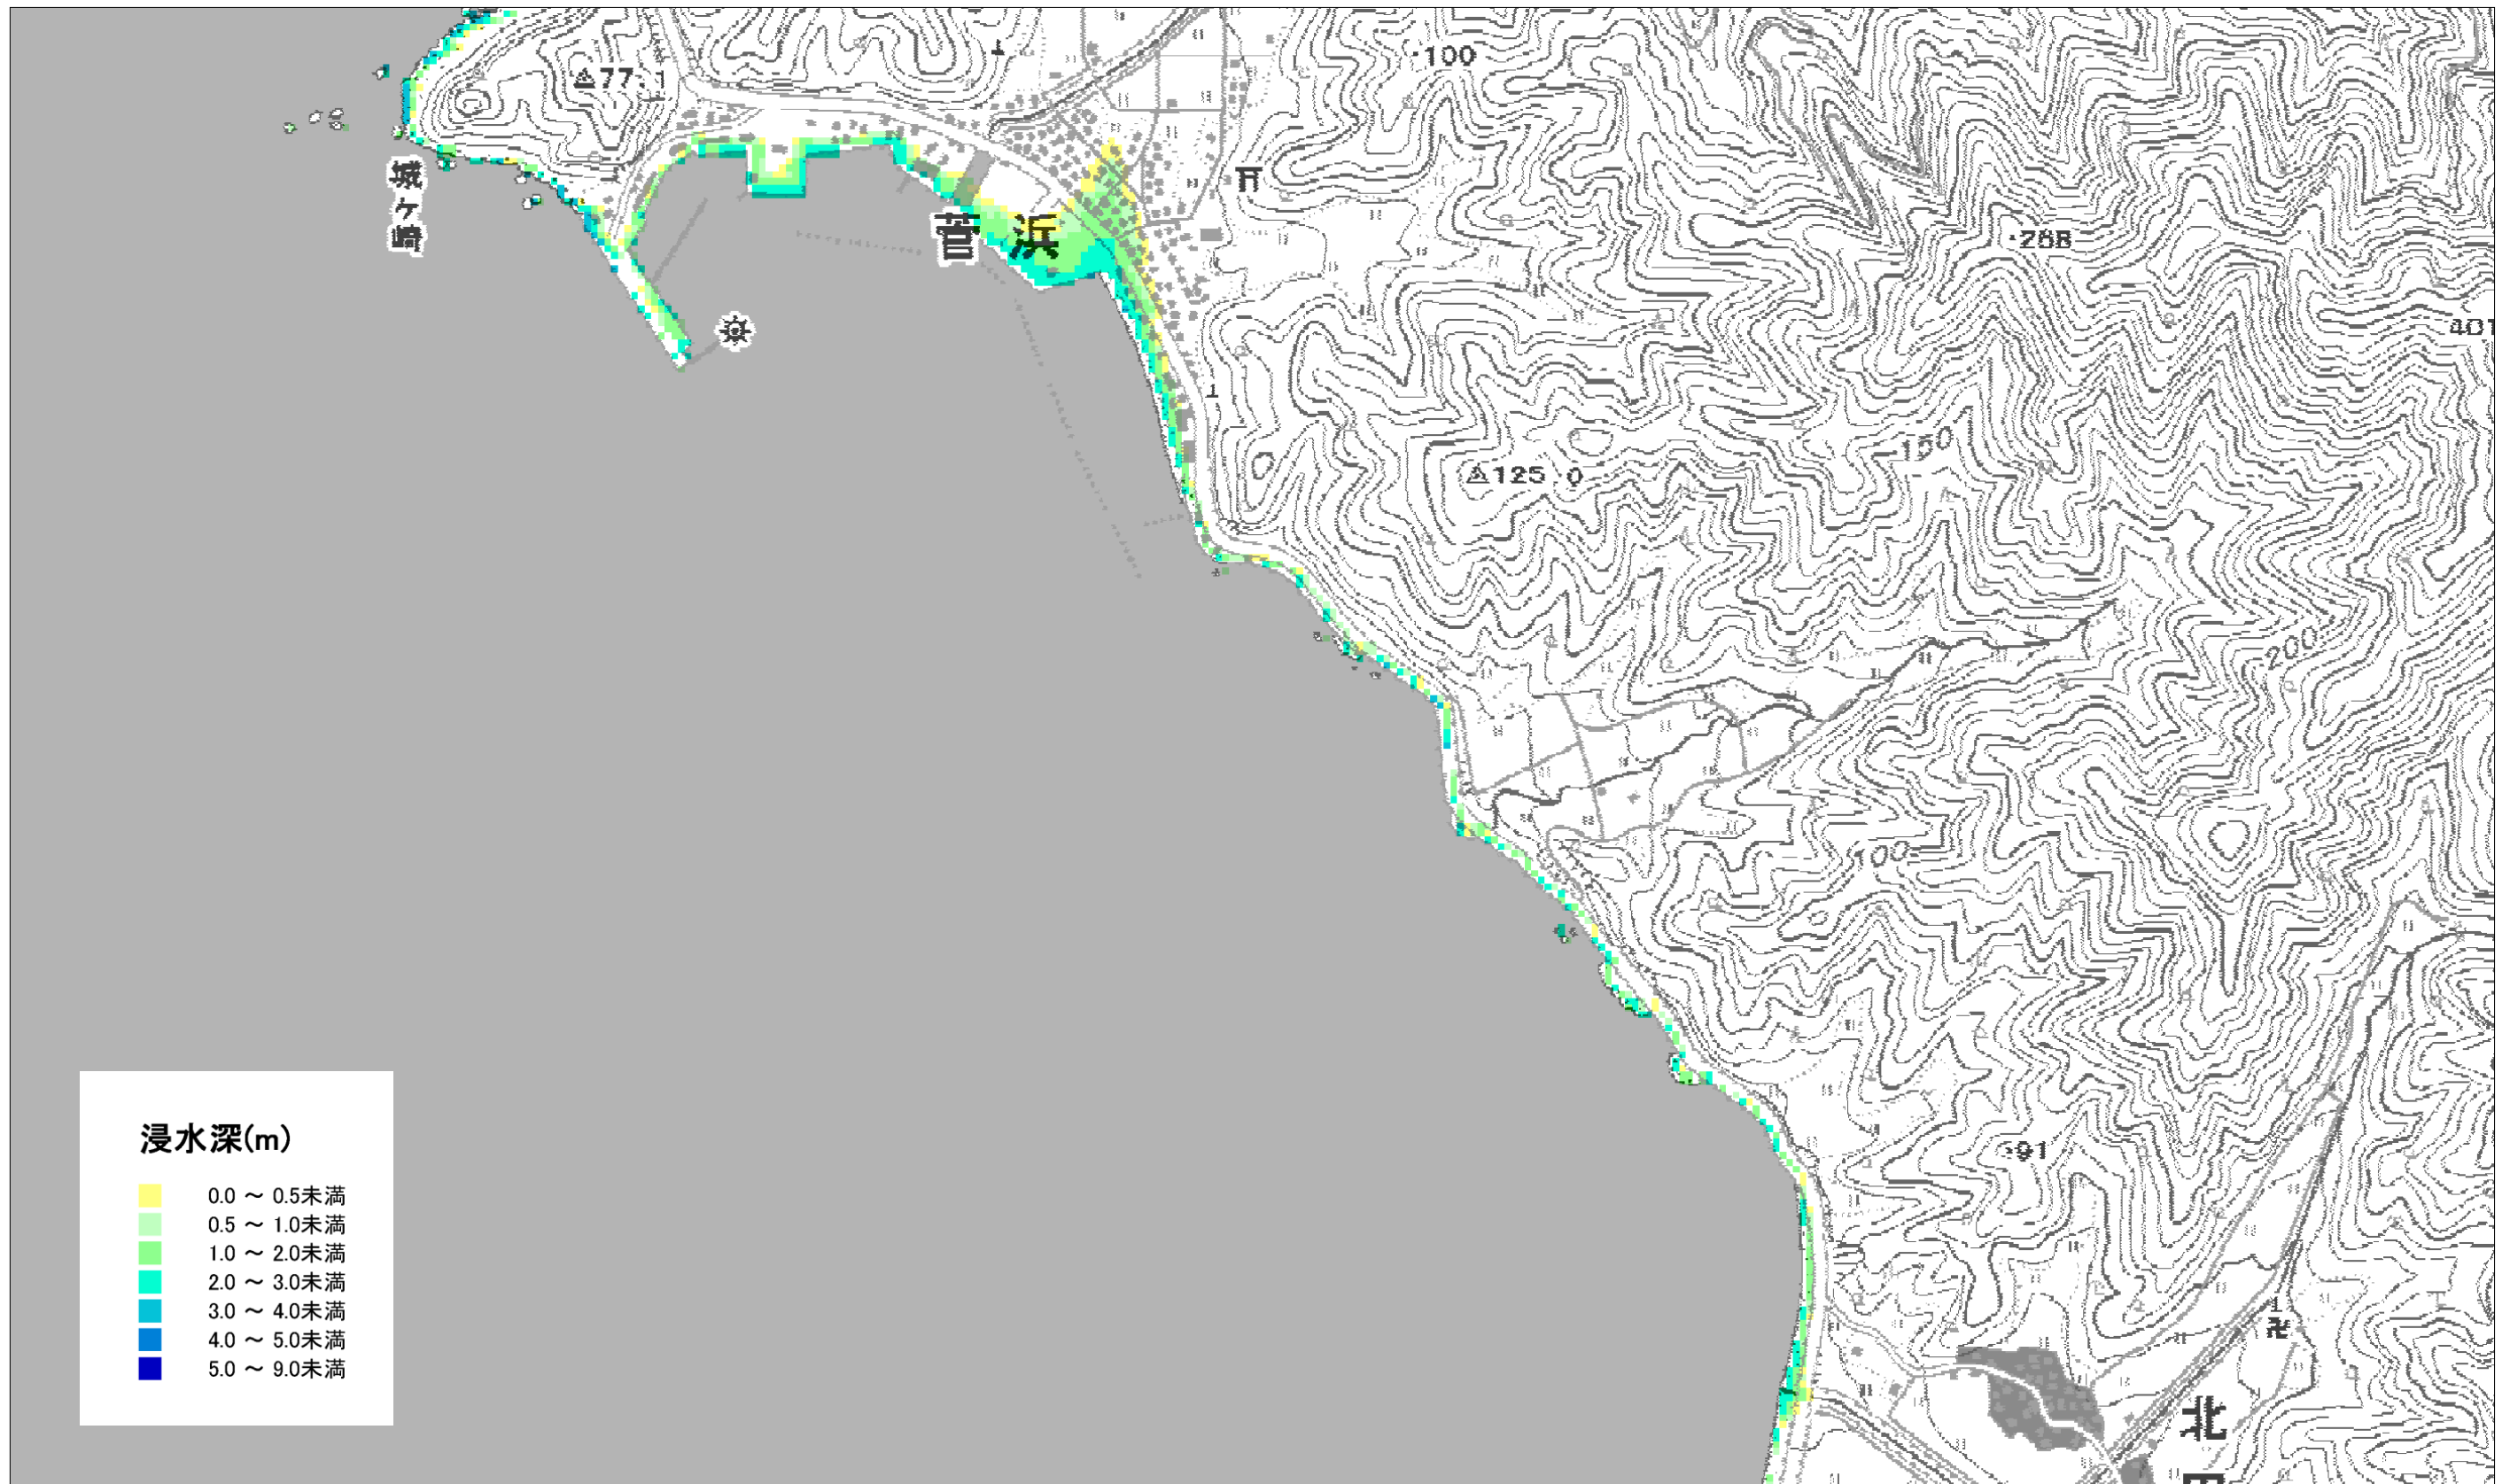 100
77.1
城ヶ崎
菅浜
268
401
150
125.0
200
100
91
北
浸水深(m)
0.0 ～ 0.5未満
0.5 ～ 1.0未満
1.0 ～ 2.0未満
2.0 ～ 3.0未満
3.0 ～ 4.0未満
4.0 ～ 5.0未満
5.0 ～ 9.0未満